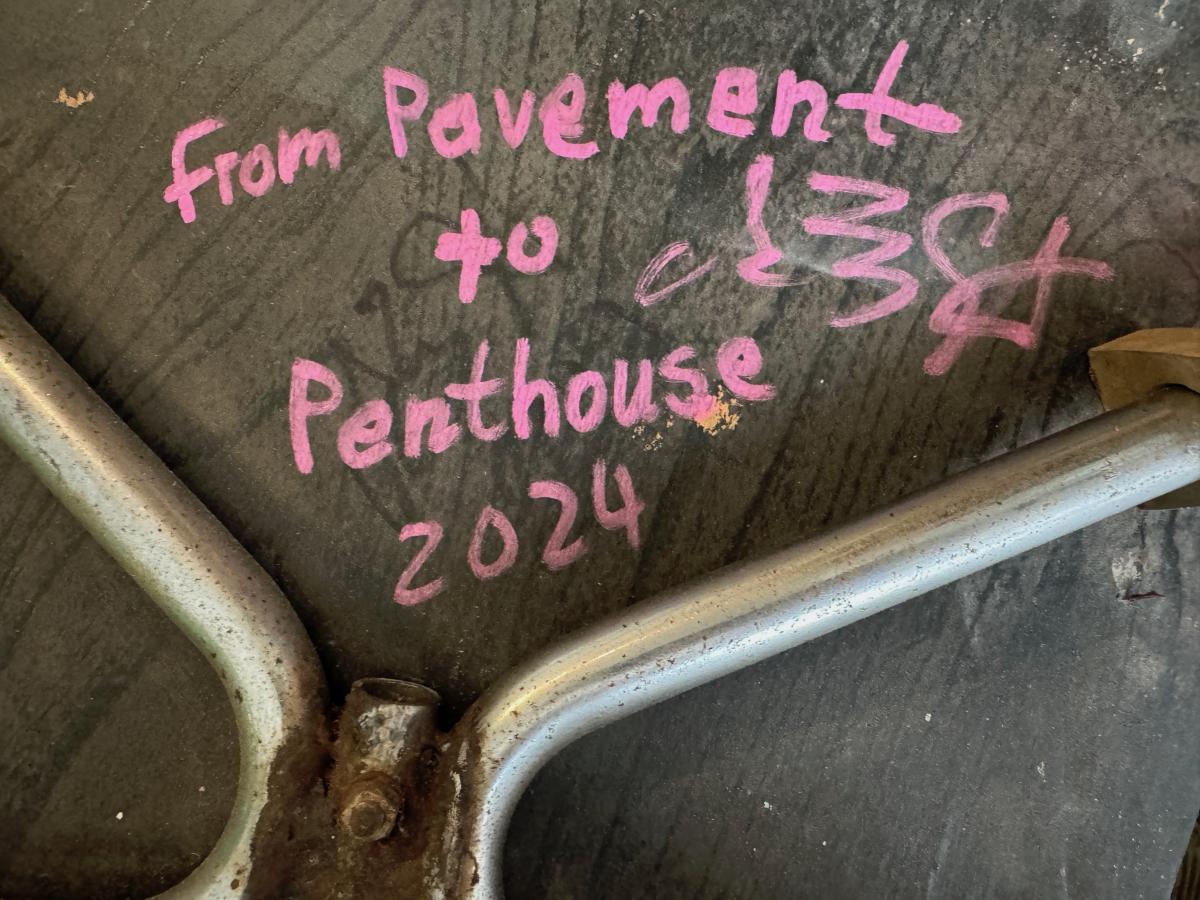 from Pavement
to
Penthouse
2024